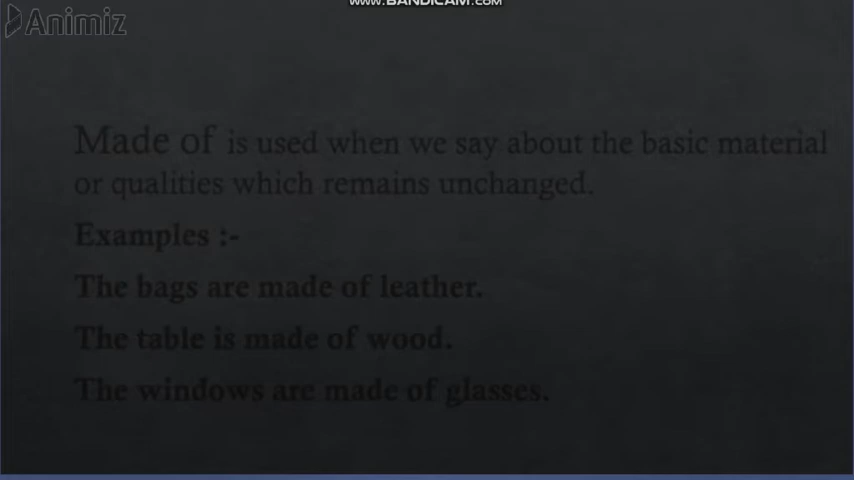 www.BANDICAM.com
Animiz
Made of is used when we say about the basic material
or qualities which remains unchanged.
Examples :-
The bags are made of leather.
The table is made of wood.
The windows are made of glasses.